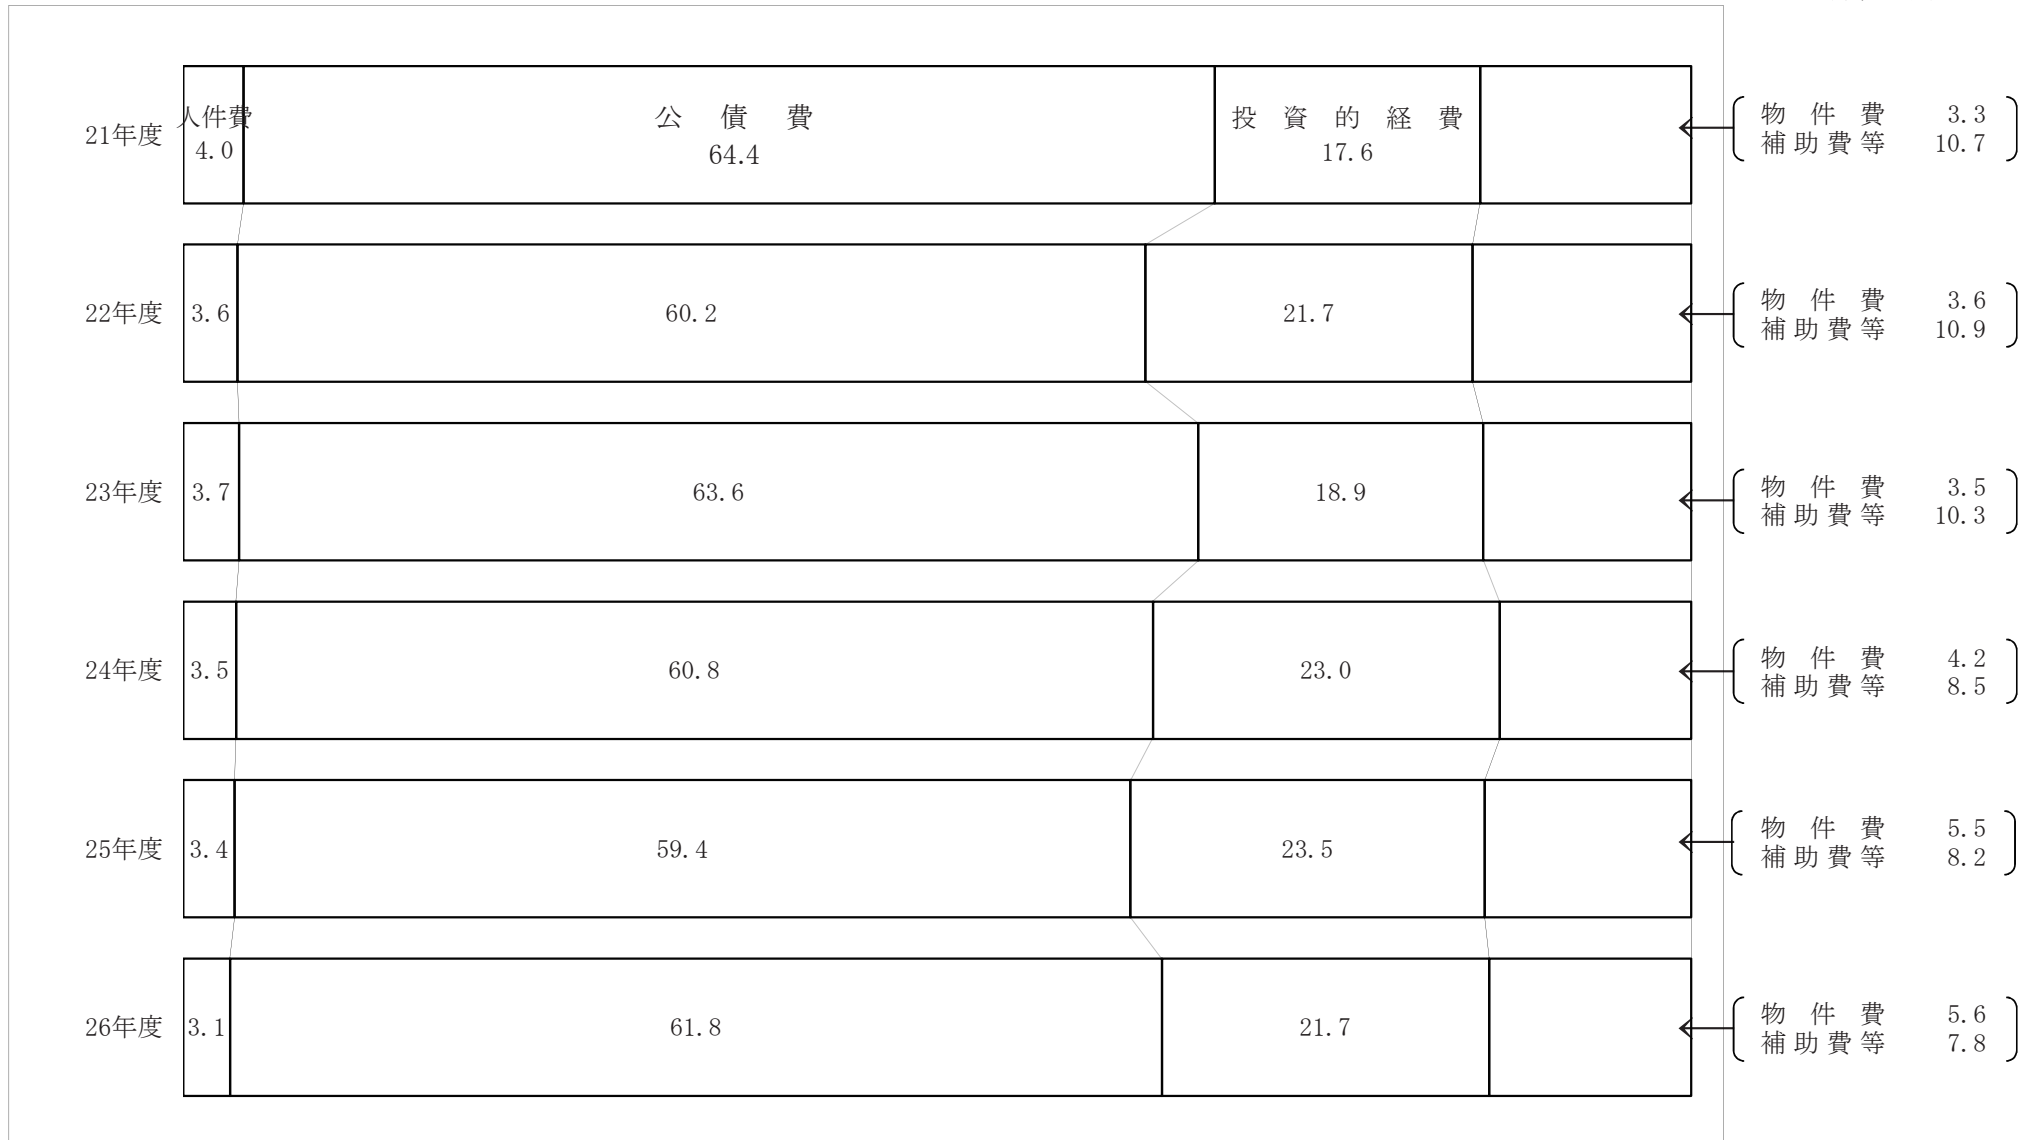 人件費
4.0
公債費
64.4
投資的経費
17.6
21年度
物件費 3.3
補助費等 10.7
22年度 3.6 60.2 21.7
物件費 3.6
補助費等 10.9
23年度 3.7 63.6 18.9
物件費 3.5
補助費等 10.3
24年度 3.5 60.8 23.0
物件費 4.2
補助費等 8.5
25年度 3.4 59.4 23.5
物件費 5.5
補助費等 8.2
26年度 3.1 61.8 21.7
物件費 5.6
補助費等 7.8